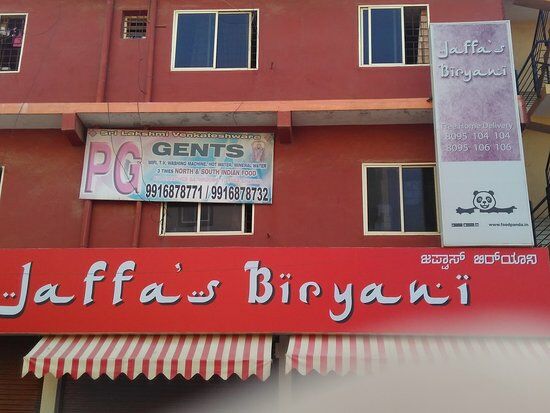 Jaffa's
Biryani
Free Home Delivery
8095 104 104
8095 106 106
www.foodpanda.in
Sri Lakshmi Venkateshwara
PG GENTS
WIFI, T.V, WASHING MACHINE, HOT WATER, MINERAL WATER
3 TIMES NORTH & SOUTH INDIAN FOOD
9916878771 / 9916878732
ಜಫ್ಫಾಸ್ ಬಿರ್‌ಯಾನಿ
Jaffa's Biryani